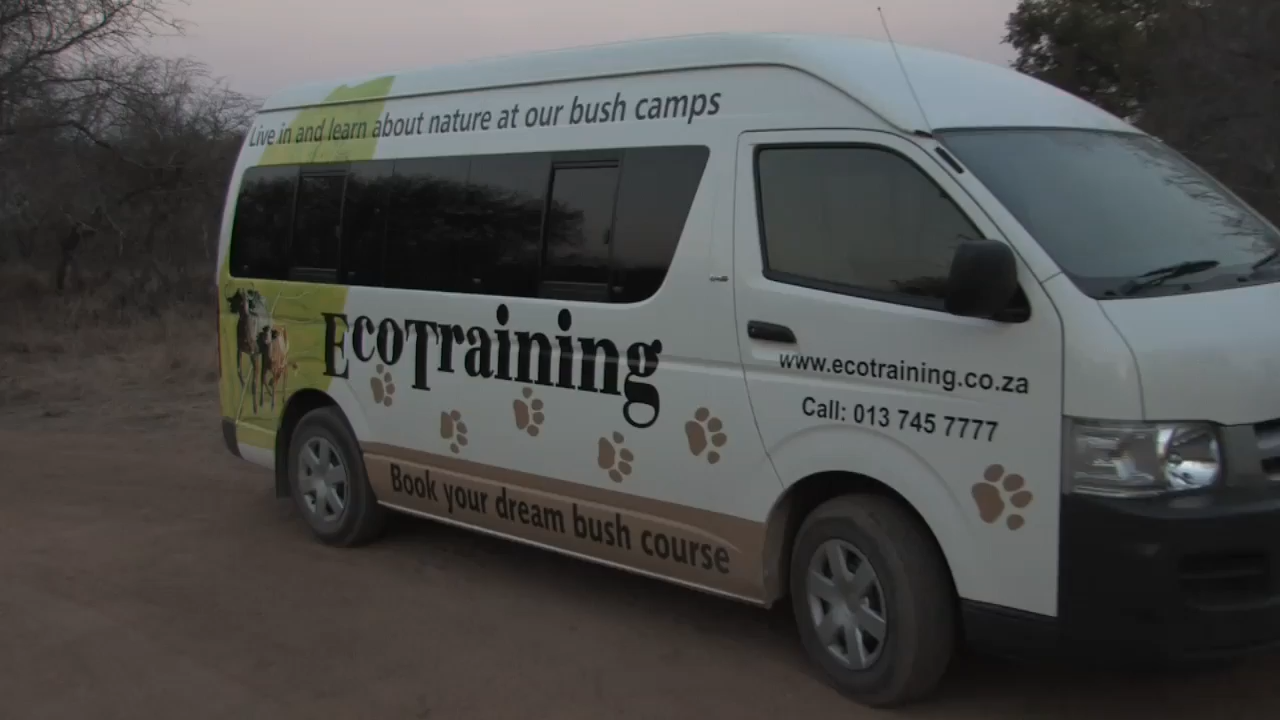 Live in and learn about nature at our bush camps
EcoTraining
www.ecotraining.co.za
Call: 013 745 7777
Book your dream bush course